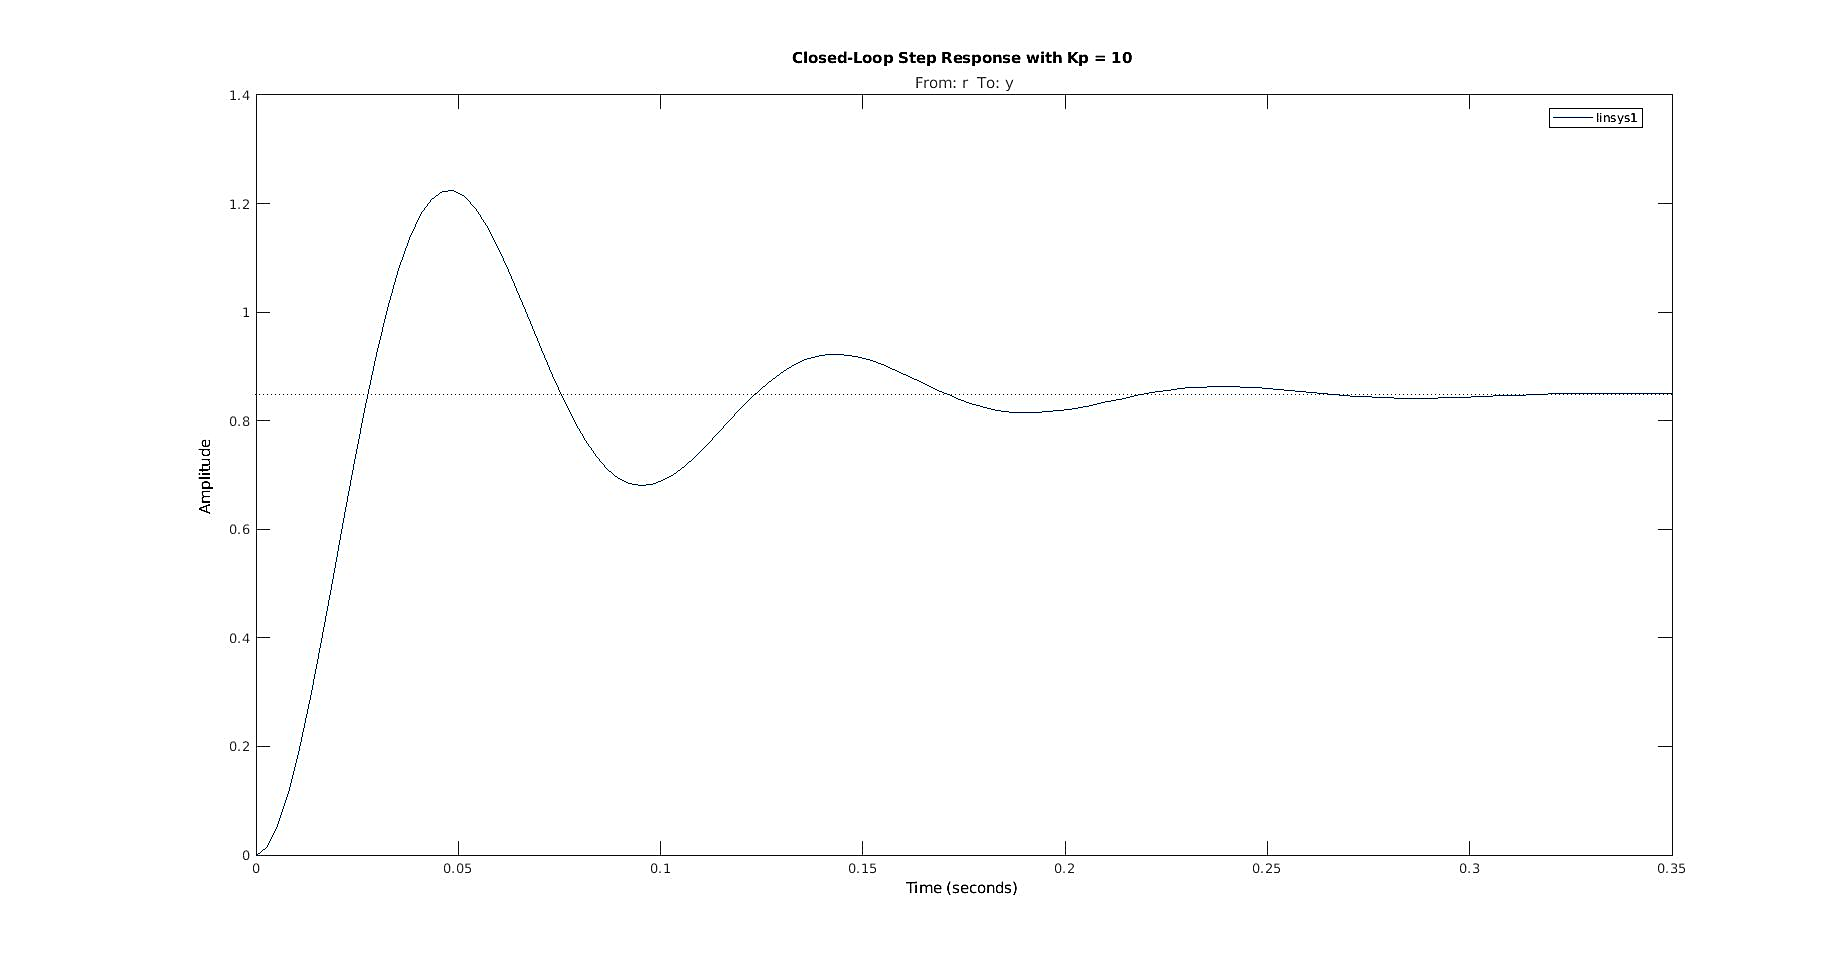 Closed-Loop Step Response with Kp = 10
From: r To: y
linsys1
1.4
1.2
1
0.8
0.6
0.4
0.2
0
Amplitude
0 0.05 0.1 0.15 0.2 0.25 0.3 0.35
Time (seconds)